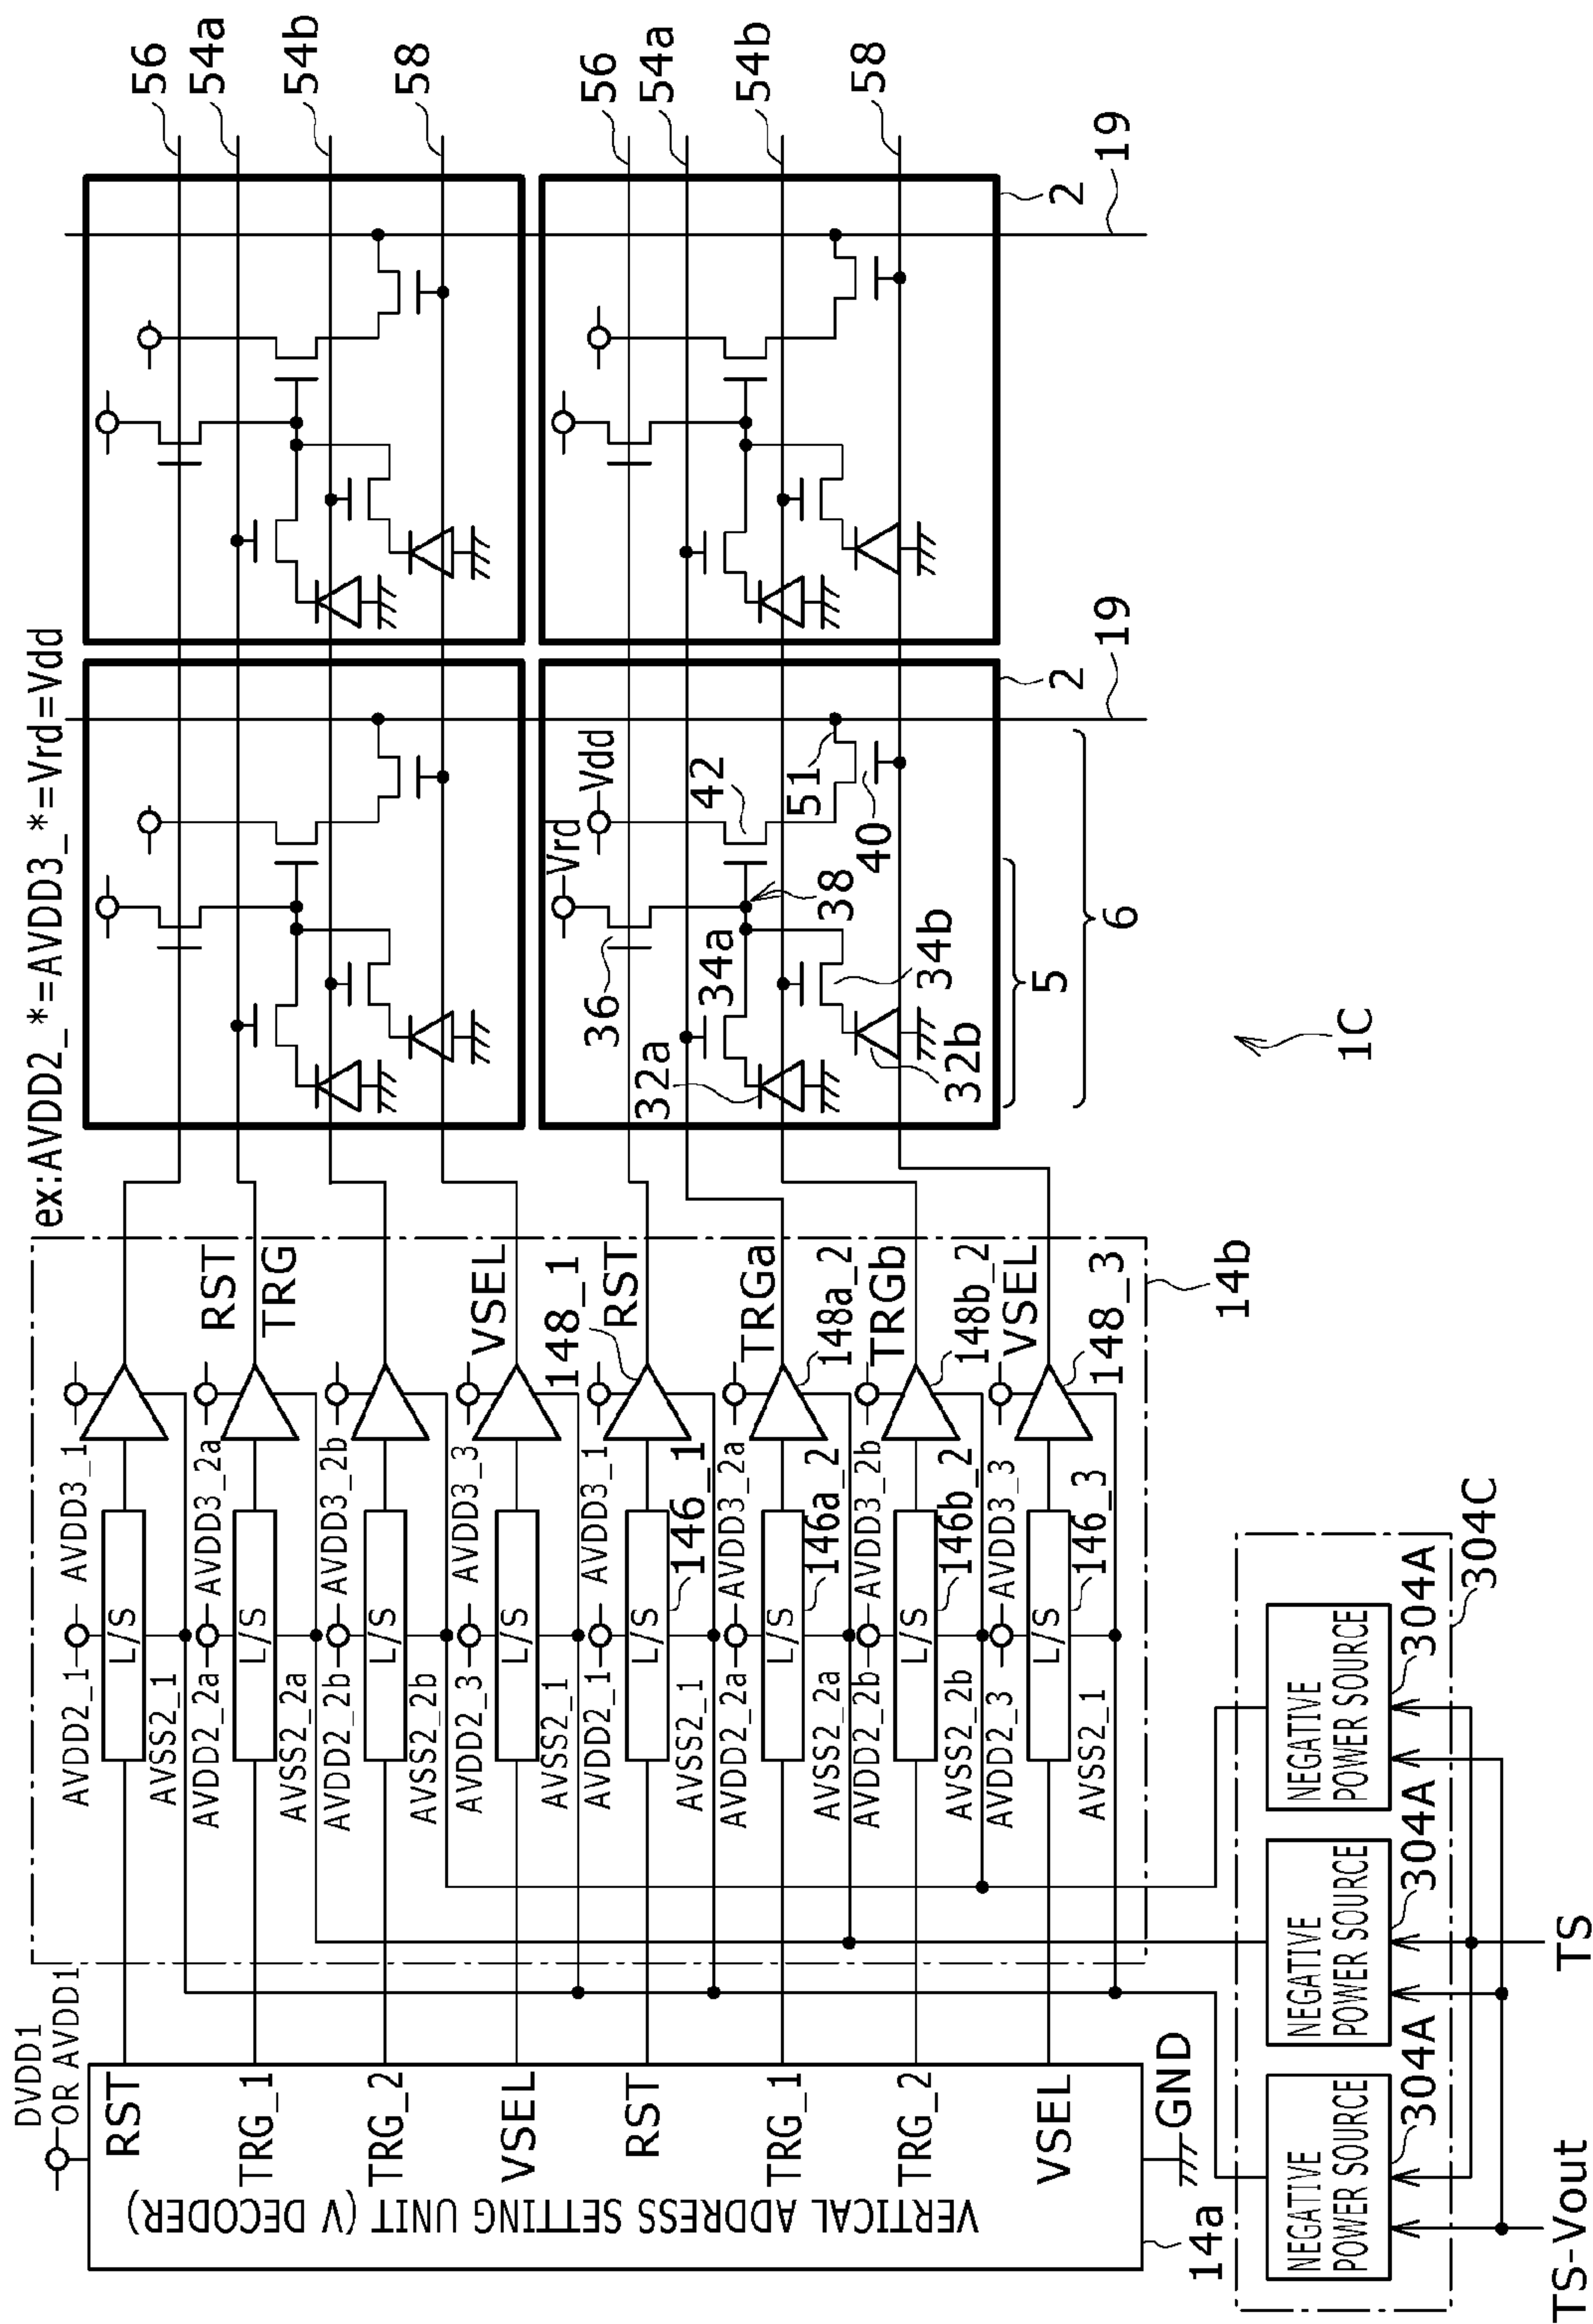 ex:AVDD2_*=AVDD3_*=Vrd=Vdd
DVDD1
OR AVDD1
VERTICAL ADDRESS SETTING UNIT (V DECODER)
14a
GND
RST
TRG_1
TRG_2
VSEL
RST
TRG_1
TRG_2
VSEL
AVDD2_1
AVDD3_1
L/S
AVSS2_1
AVDD2_2a
AVDD3_2a
L/S
AVSS2_2a
AVDD2_2b
AVDD3_2b
L/S
AVSS2_2b
AVDD2_3
AVDD3_3
L/S
AVSS2_1
AVDD2_1
AVDD3_1
L/S
146_1
AVSS2_1
AVDD2_2a
AVDD3_2a
L/S
146a_2
AVSS2_2a
AVDD2_2b
AVDD3_2b
L/S
146b_2
AVSS2_2b
AVDD2_3
AVDD3_3
L/S
146_3
AVSS2_1
RST
TRG
VSEL
148_1
RST
TRGa
148a_2
TRGb
148b_2
VSEL
148_3
14b
56
54a
54b
58
56
54a
54b
58
Vrd
Vdd
36
42
32a
34a
38
51
40
34b
32b
5
6
2
19
2
19
1C
NEGATIVE
POWER SOURCE
304A
NEGATIVE
POWER SOURCE
304A
NEGATIVE
POWER SOURCE
304A
304C
TS-Vout
TS